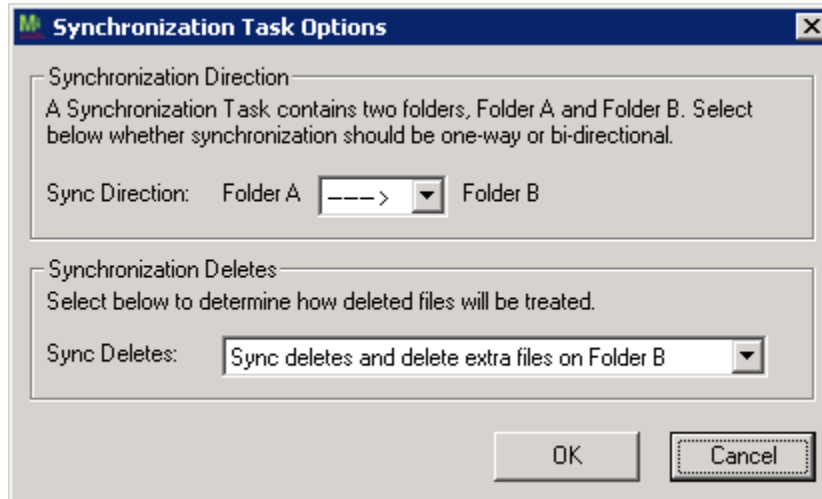 Synchronization Task Options
Synchronization Direction
A Synchronization Task contains two folders, Folder A and Folder B. Select
below whether synchronization should be one-way or bi-directional.
Sync Direction: Folder A ---> Folder B
Synchronization Deletes
Select below to determine how deleted files will be treated.
Sync Deletes: Sync deletes and delete extra files on Folder B
OK Cancel